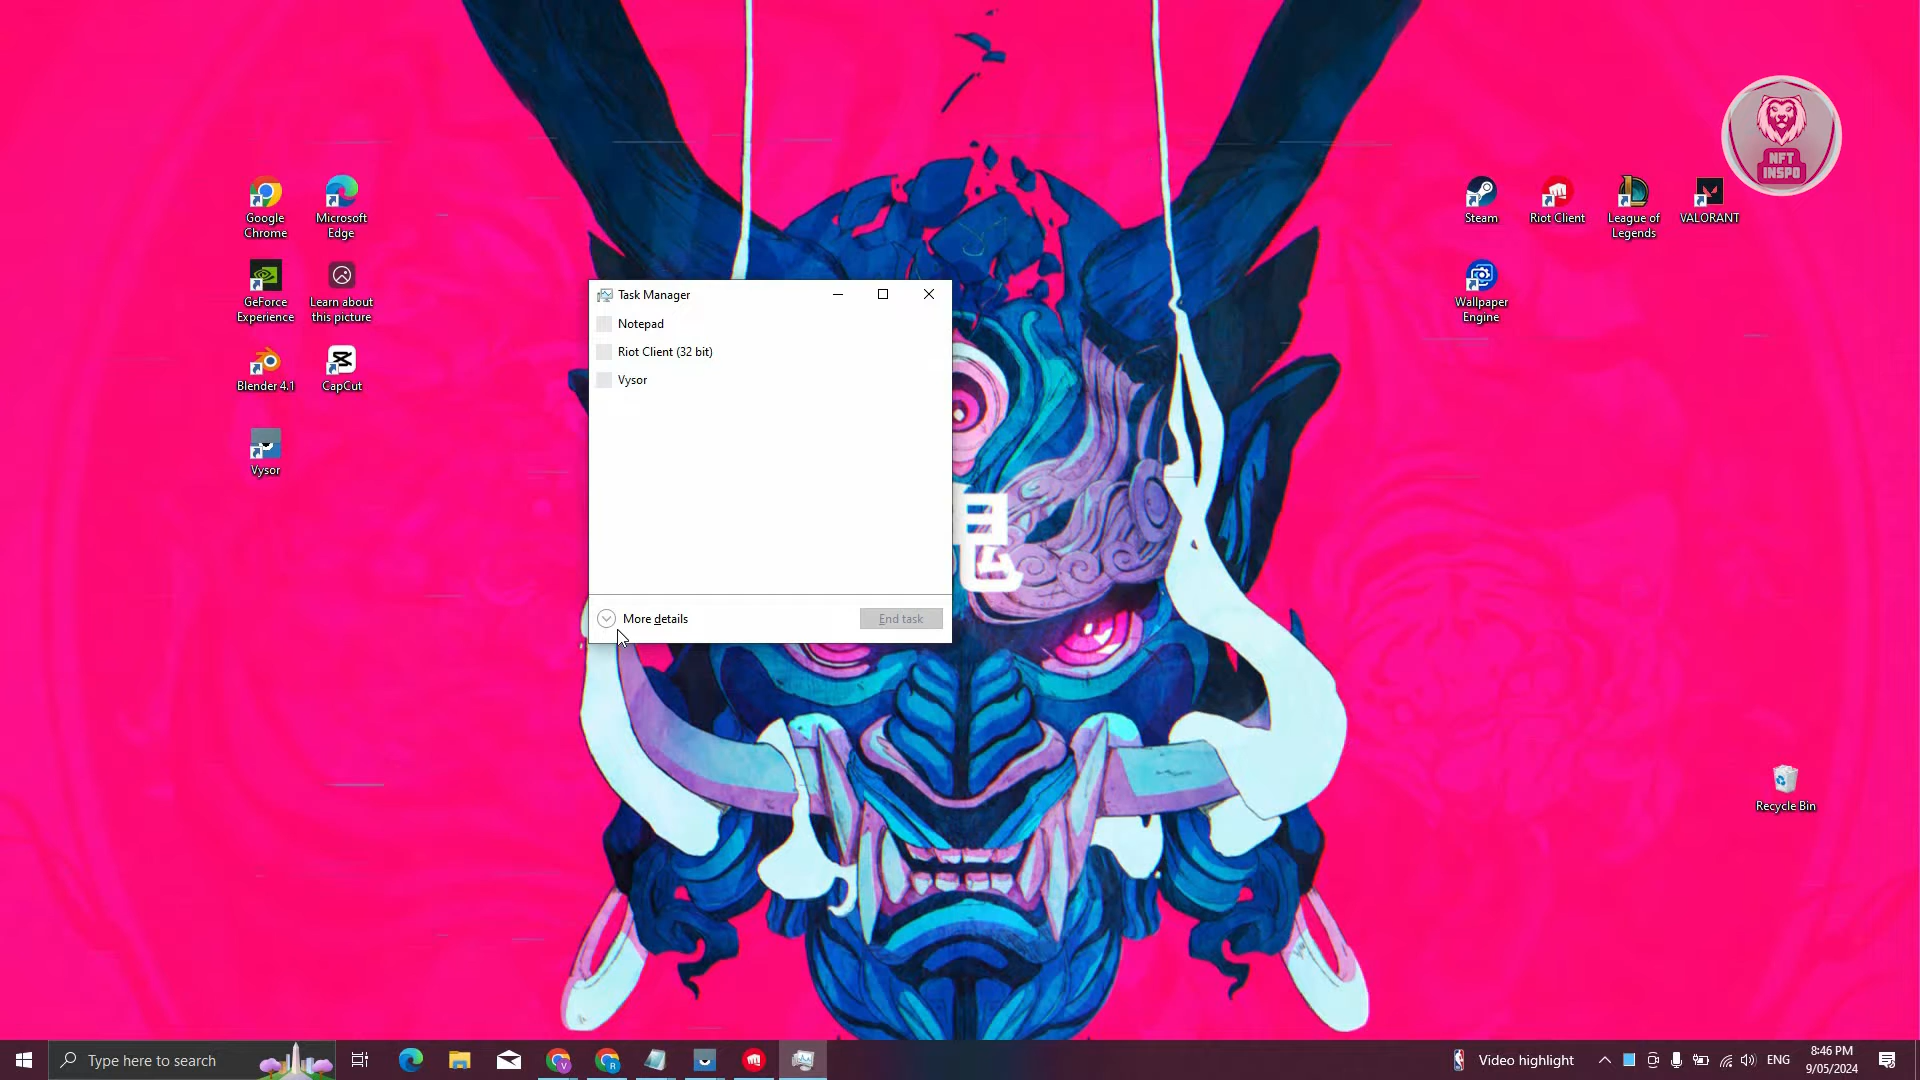 NFT
INSPO
Google
Chrome
Microsoft
Edge
GeForce
Experience
Learn about
this picture
Blender 4.1
CapCut
Vysor
Task Manager
Notepad
Riot Client (32 bit)
Vysor
More details
End task
鬼
Steam
Riot Client
League of
Legends
VALORANT
Wallpaper
Engine
Recycle Bin
Type here to search
V
R
Video highlight
ENG
8:46 PM
9/05/2024